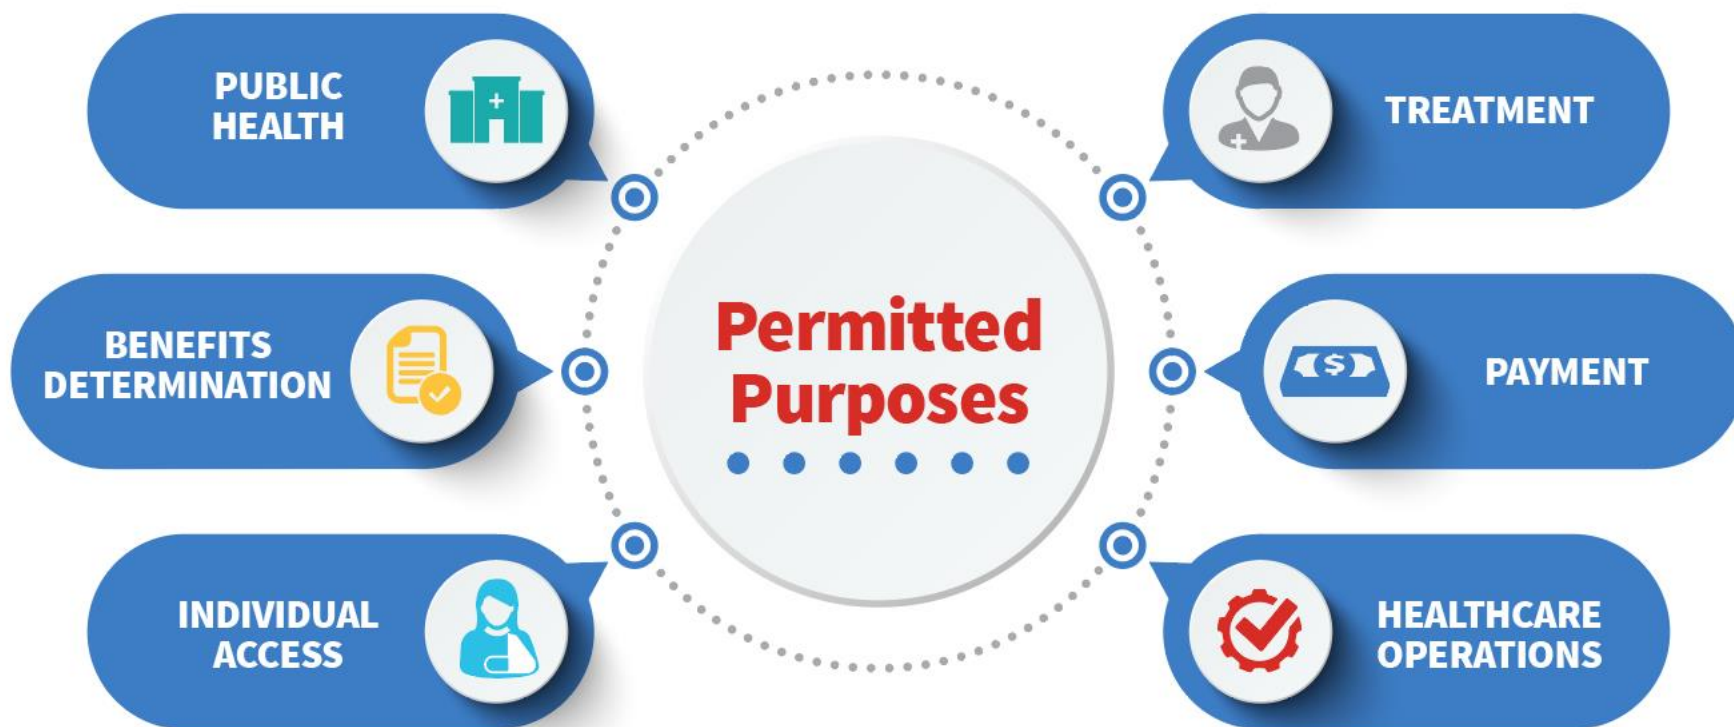 PUBLIC
HEALTH
TREATMENT
Permitted
Purposes
BENEFITS
DETERMINATION
$
PAYMENT
INDIVIDUAL
ACCESS
HEALTHCARE
OPERATIONS